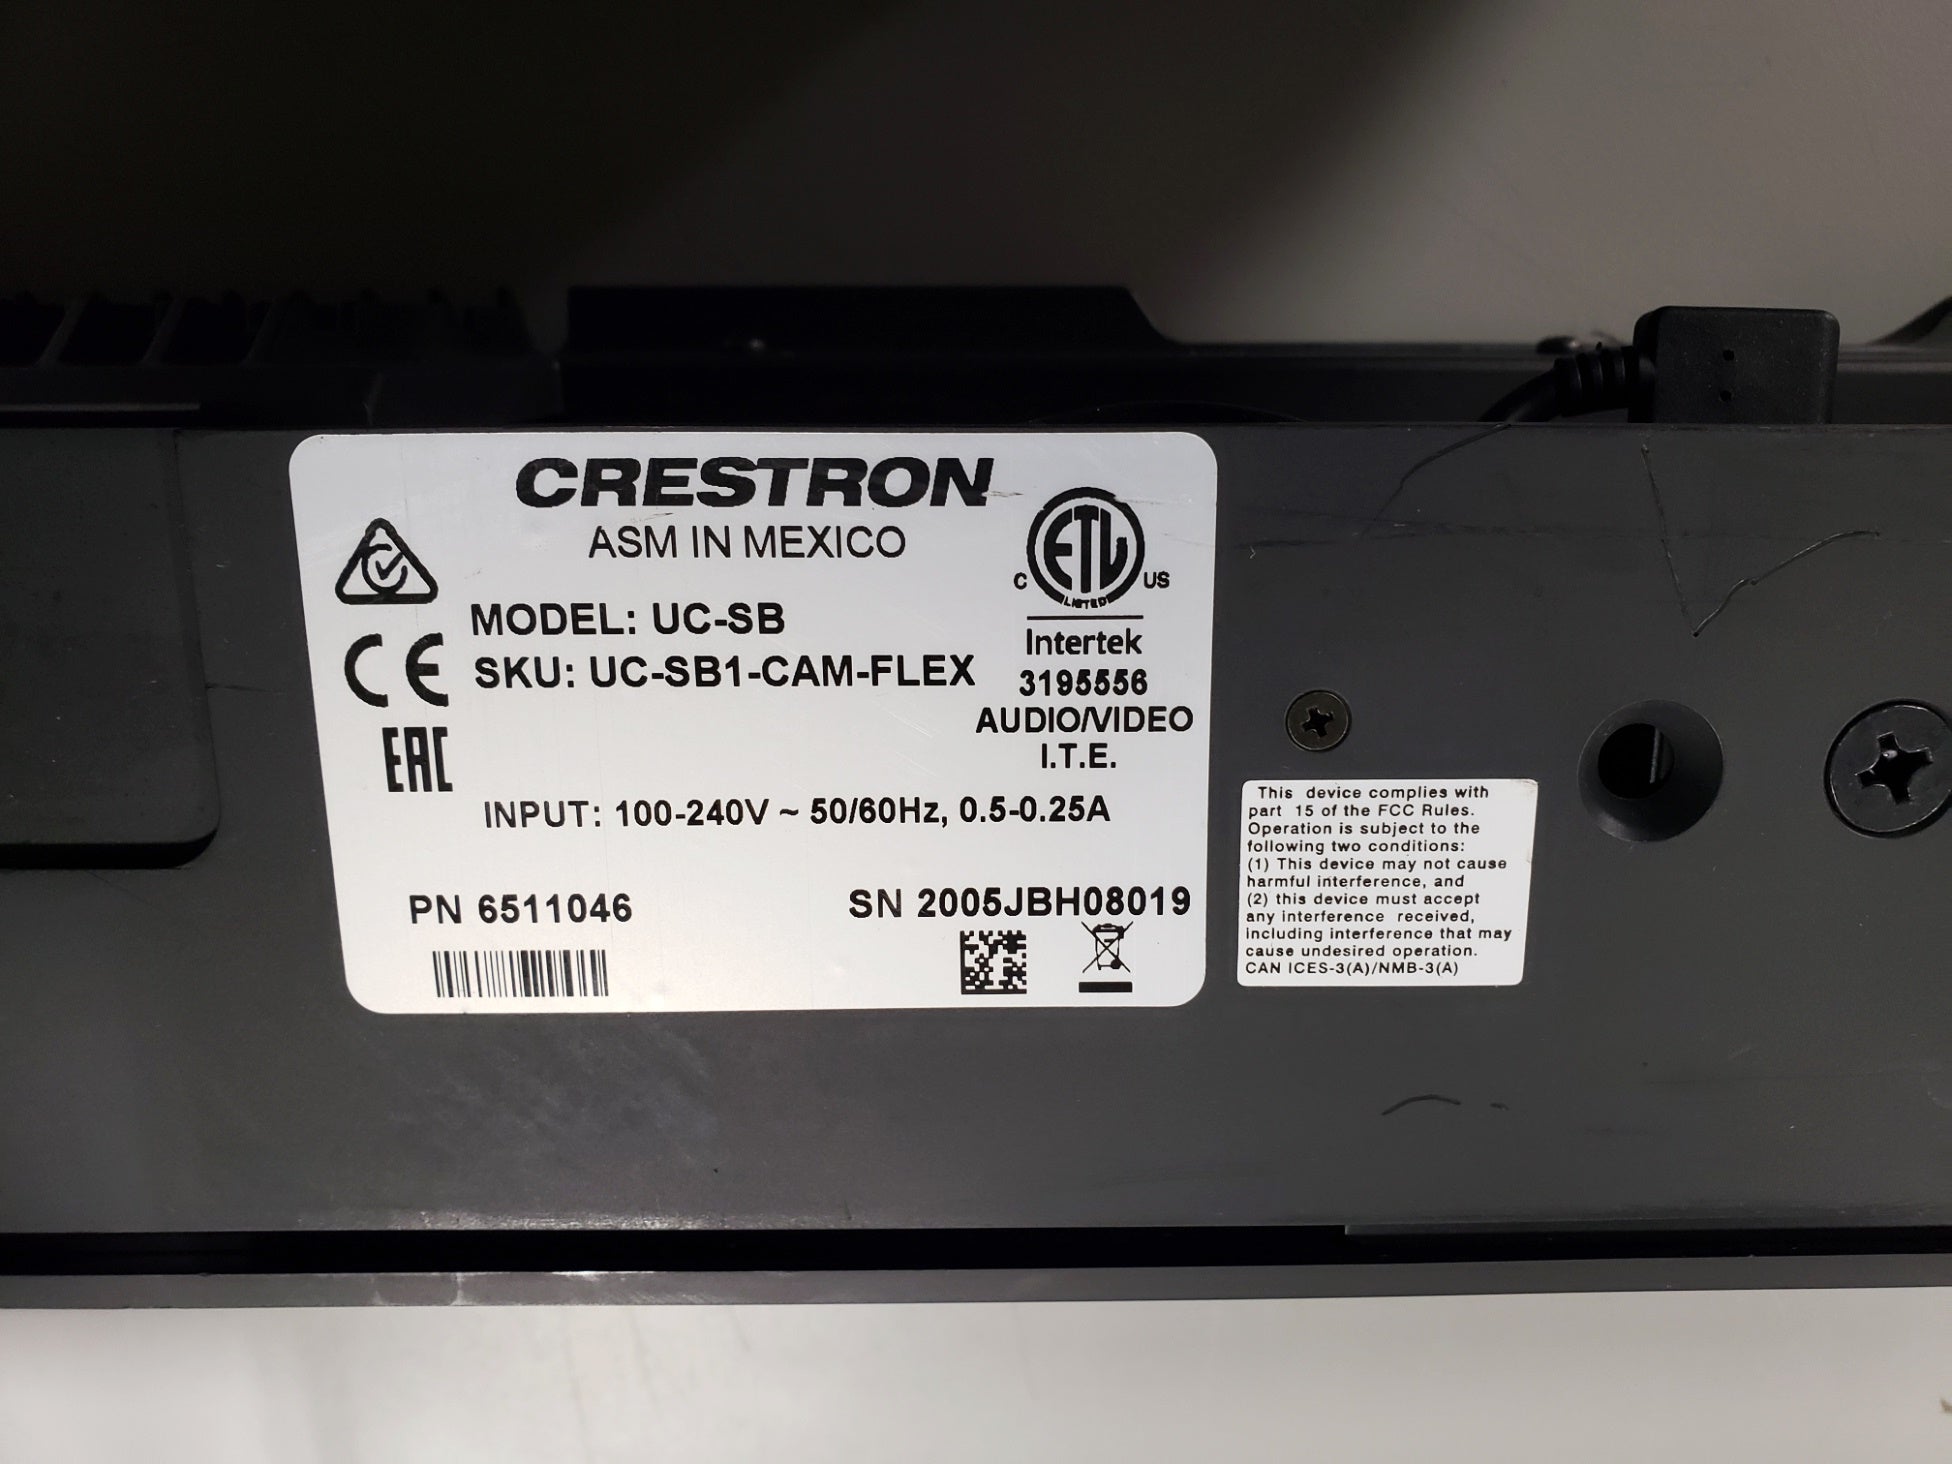 CRESTRON
ASM IN MEXICO
C ETL US
LISTED
MODEL: UC-SB
Intertek
CE
SKU: UC-SB1-CAM-FLEX
3195556
AUDIO/VIDEO
I.T.E.
EAC
INPUT: 100-240V ~ 50/60Hz, 0.5-0.25A
PN 6511046
SN 2005JBH08019
This device complies with
part 15 of the FCC Rules.
Operation is subject to the
following two conditions:
(1) This device may not cause
harmful interference, and
(2) this device must accept
any interference received,
including interference that may
cause undesired operation.
CAN ICES-3(A)/NMB-3(A)